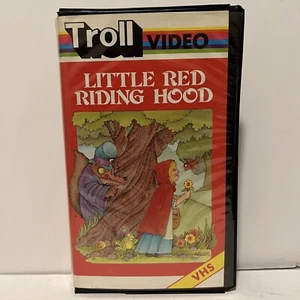 Troll VIDEO
LITTLE RED
RIDING HOOD
VHS